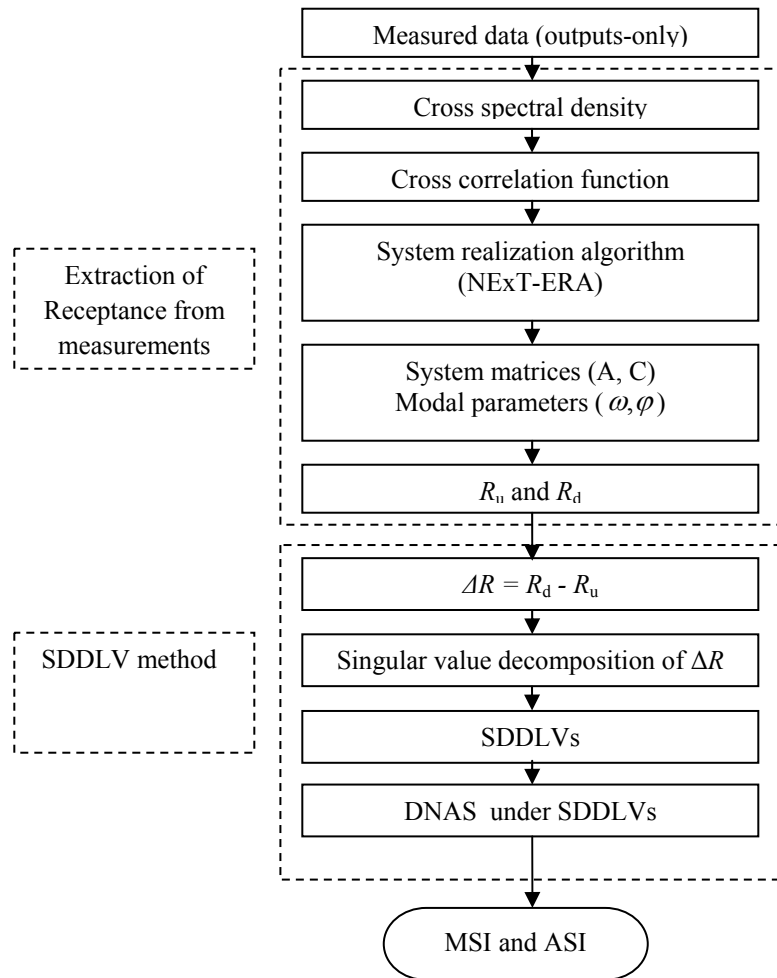 Measured data (outputs-only)
Cross spectral density
Cross correlation function
System realization algorithm
(NExT-ERA)
Extraction of
Receptance from
measurements
System matrices (A, C)
Modal parameters (ω,φ)
Ru and Rd
ΔR = Rd - Ru
SDDLV method
Singular value decomposition of ΔR
SDDLVs
DNAS under SDDLVs
MSI and ASI